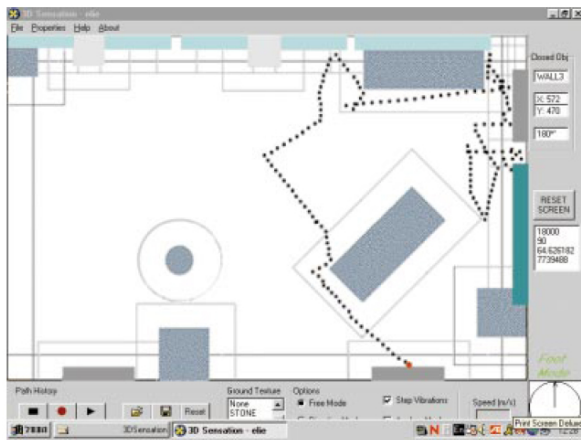 3D Sensation - elie
File Properties Help About
Closed Obj
WALL3
X: 572
Y: 470
180°
RESET
SCREEN
18000
90
64.626182
7739488
Foot
Mode
Path History
Ground Texture
Options
None
STONE
Free Mode
Step Vibrations
Speed (m/s)
Reset
3DSensation
3D Sensation - elie
Print Screen Deluxe